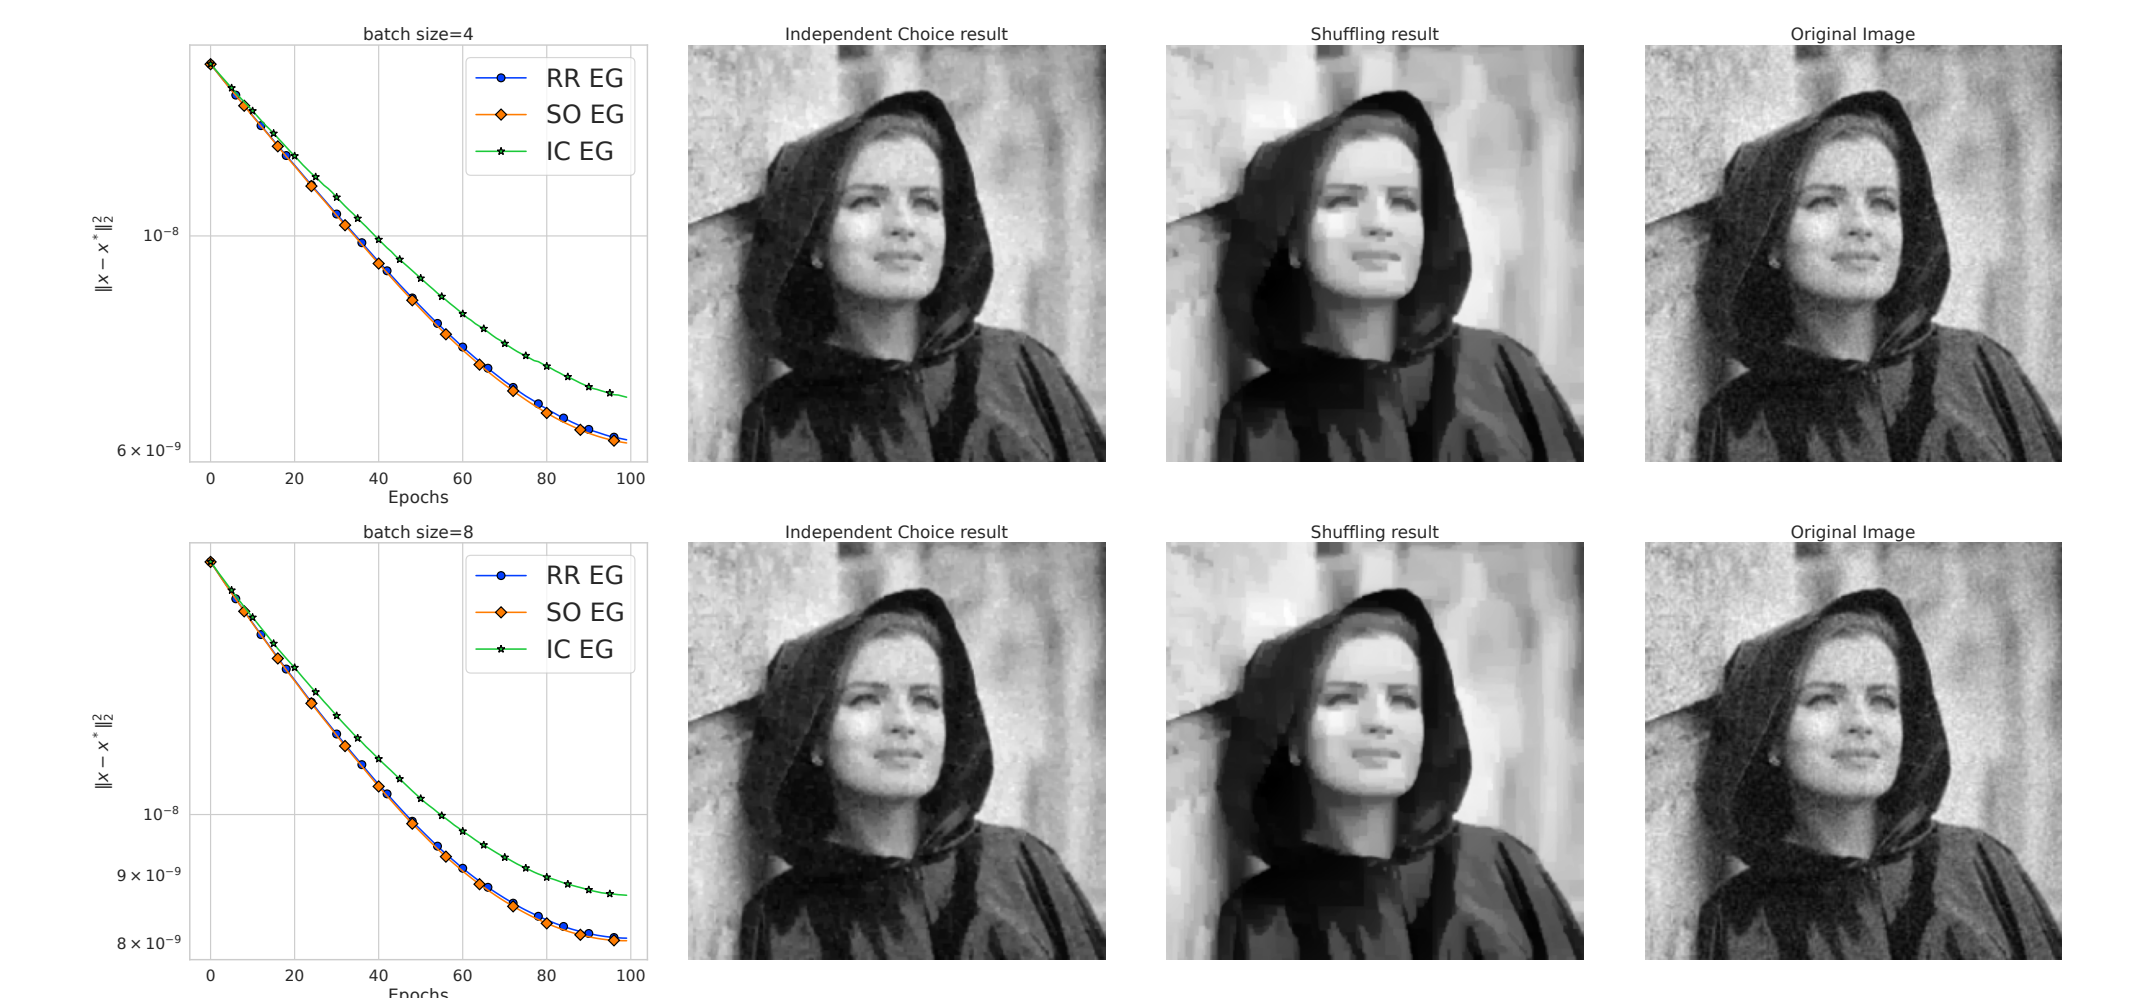 batch size=4
Independent Choice result
Shuffling result
Original Image
RR EG
SO EG
IC EG
‖x − x*‖₂²
10⁻⁸
6 × 10⁻⁹
0 20 40 60 80 100
Epochs
batch size=8
Independent Choice result
Shuffling result
Original Image
RR EG
SO EG
IC EG
‖x − x*‖₂²
10⁻⁸
9 × 10⁻⁹
8 × 10⁻⁹
0 20 40 60 80 100
Epochs